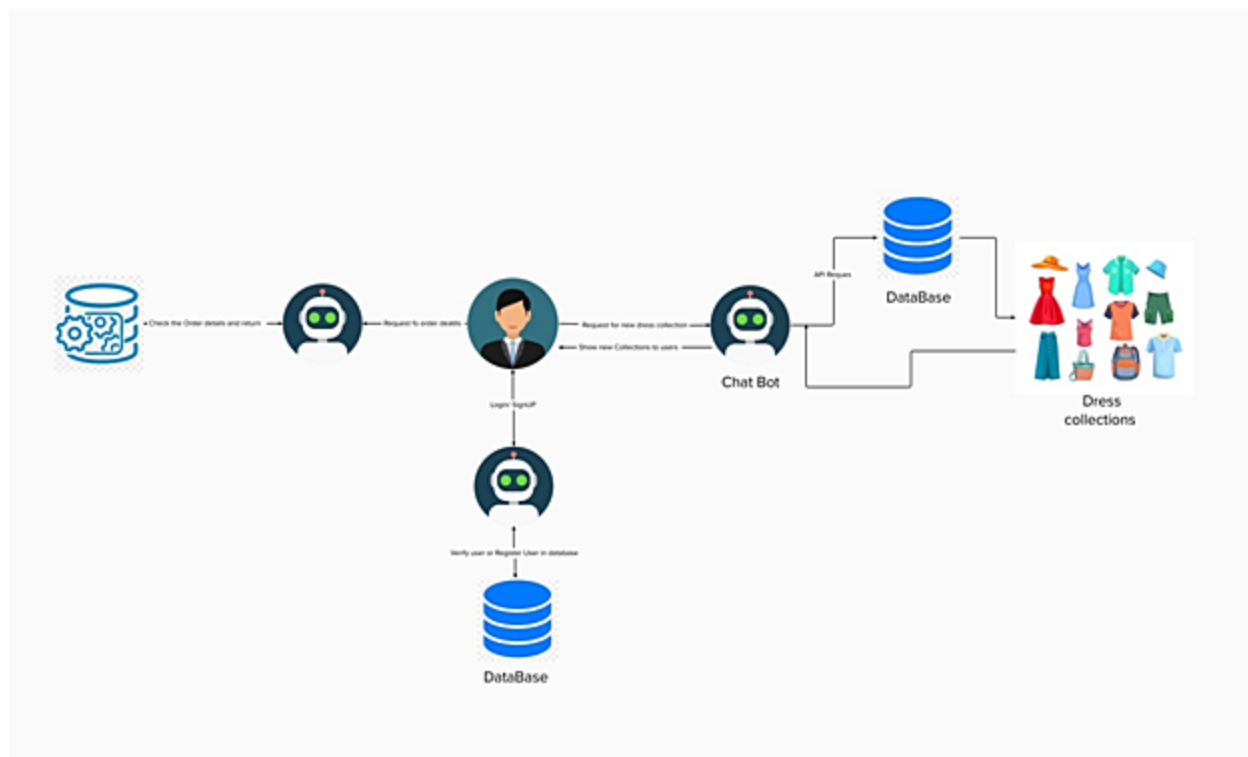 API Reques
DataBase
Check the Order details and return
Request fo order deatils
Request for new dress collection
Show new Collections to users
Chat Bot
Dress
collections
Login/ SignUP
Verify user or Register User in database
DataBase